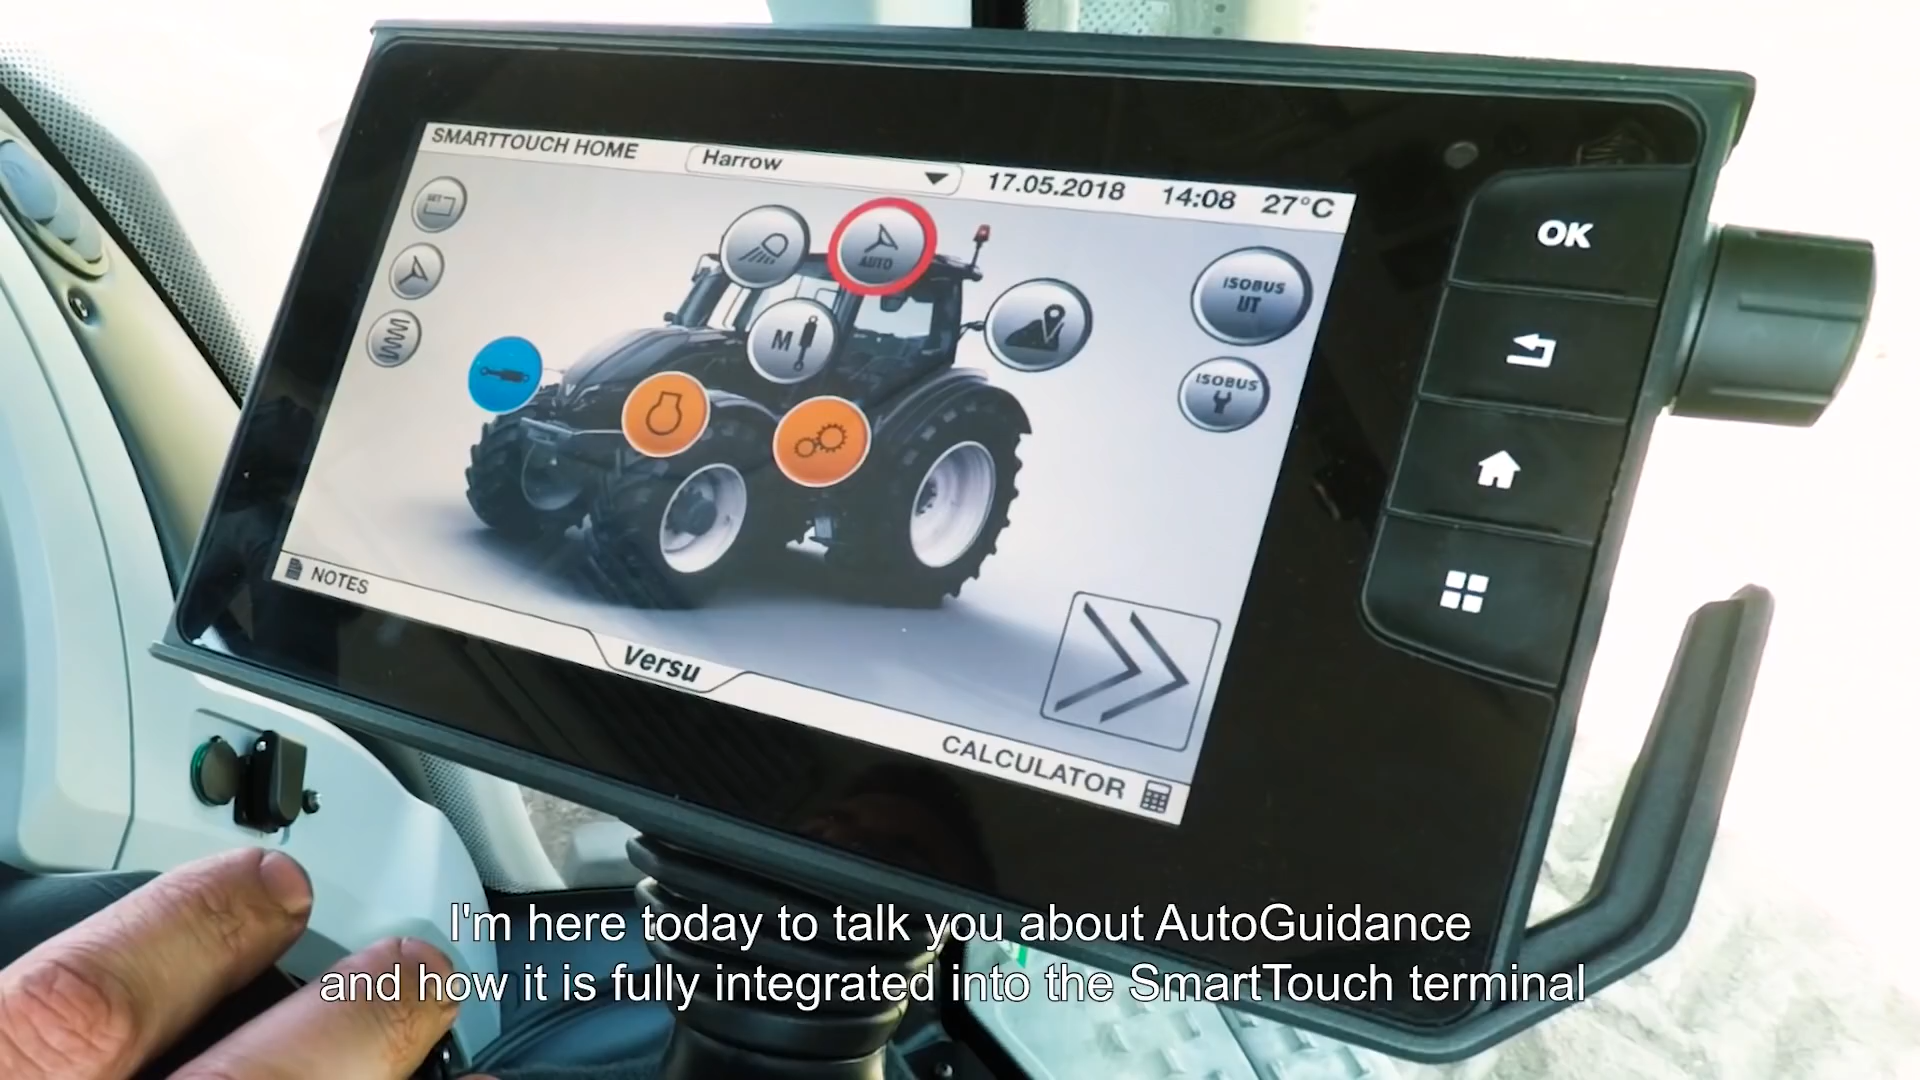 SMARTTOUCH HOME
Harrow
17.05.2018
14:08
27°C
SET
AUTO
M
ISOBUS
UT
ISOBUS
OK
NOTES
Versu
CALCULATOR
I'm here today to talk you about AutoGuidance
and how it is fully integrated into the SmartTouch terminal